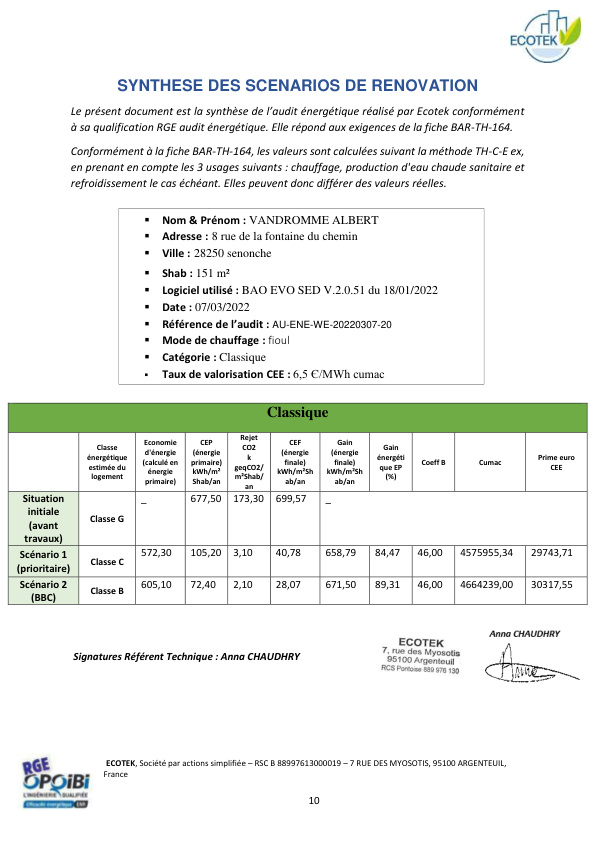 ECOTEK
SYNTHESE DES SCENARIOS DE RENOVATION
Le présent document est la synthèse de l'audit énergétique réalisé par Ecotek conformément
à sa qualification RGE audit énergétique. Elle répond aux exigences de la fiche BAR-TH-164.
Conformément à la fiche BAR-TH-164, les valeurs sont calculées suivant la méthode TH-C-E ex,
en prenant en compte les 3 usages suivants : chauffage, production d'eau chaude sanitaire et
refroidissement le cas échéant. Elles peuvent donc différer des valeurs réelles.
▪ Nom & Prénom : VANDROMME ALBERT
▪ Adresse : 8 rue de la fontaine du chemin
▪ Ville : 28250 senonche
▪ Shab : 151 m²
▪ Logiciel utilisé : BAO EVO SED V.2.0.51 du 18/01/2022
▪ Date : 07/03/2022
▪ Référence de l'audit : AU-ENE-WE-20220307-20
▪ Mode de chauffage : fioul
▪ Catégorie : Classique
▪ Taux de valorisation CEE : 6,5 €/MWh cumac
Classique
Classe énergétique estimée du logement | Economie d'énergie (calculé en énergie primaire) | CEP (énergie primaire) kWh/m² Shab/an | Rejet CO2 k geqCO2/ m²Shab/ an | CEF (énergie finale) kWh/m²Sh ab/an | Gain (énergie finale) kWh/m²Sh ab/an | Gain énergéti que EP (%) | Coeff B | Cumac | Prime euro CEE
Situation initiale (avant travaux) | Classe G | _ | 677,50 | 173,30 | 699,57 | _
Scénario 1 (prioritaire) | Classe C | 572,30 | 105,20 | 3,10 | 40,78 | 658,79 | 84,47 | 46,00 | 4575955,34 | 29743,71
Scénario 2 (BBC) | Classe B | 605,10 | 72,40 | 2,10 | 28,07 | 671,50 | 89,31 | 46,00 | 4664239,00 | 30317,55
Signatures Référent Technique : Anna CHAUDHRY
ECOTEK
7, rue des Myosotis
95100 Argenteuil
RCS Pontoise 889 976 130
Anna CHAUDHRY
RGE
OPQIBI
L'INGÉNIERIE QUALIFIÉE
Efficacité énergétique ENR
ECOTEK, Société par actions simplifiée – RSC B 88997613000019 – 7 RUE DES MYOSOTIS, 95100 ARGENTEUIL,
France
10